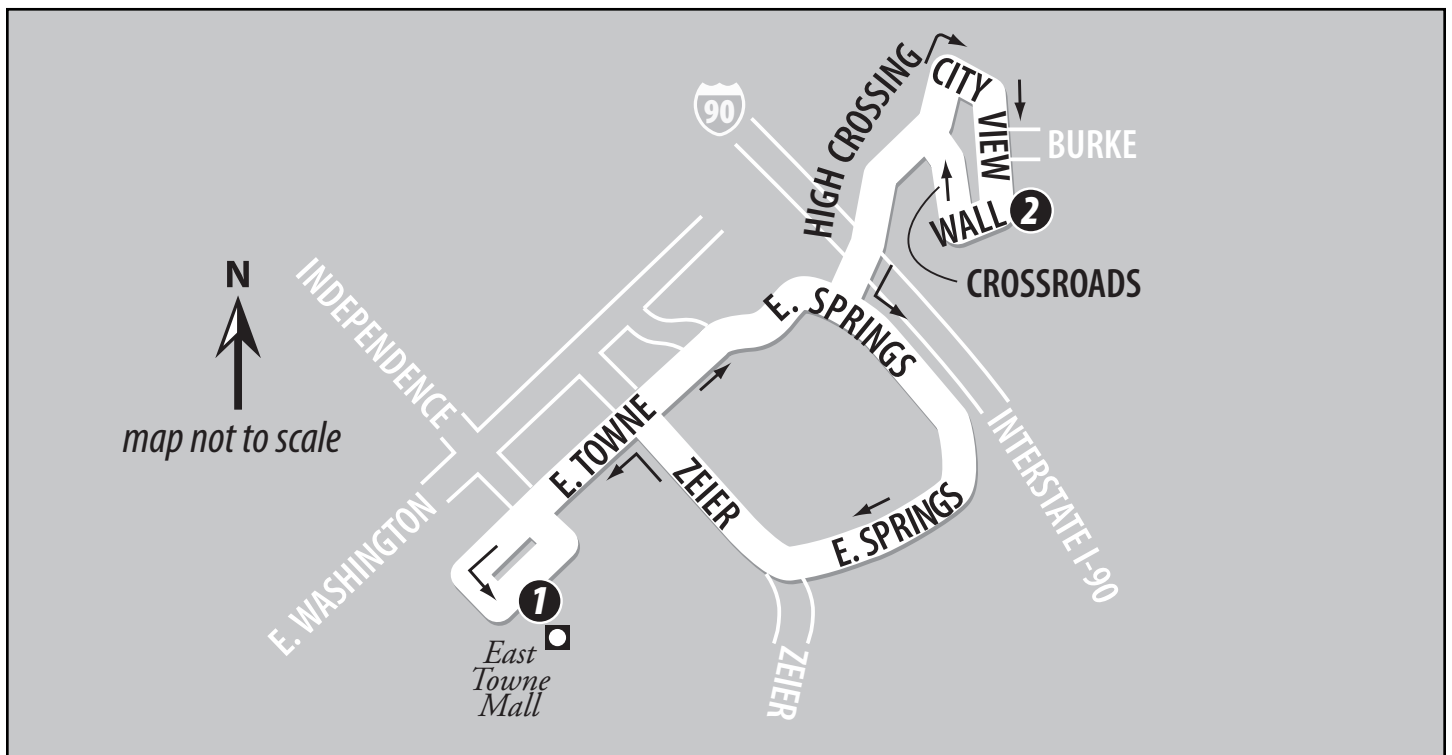 HIGH CROSSING
CITY
VIEW
90
BURKE
WALL
2
CROSSROADS
N
map not to scale
INDEPENDENCE
E. SPRINGS
E. TOWNE
ZEIER
E. SPRINGS
INTERSTATE I-90
E. WASHINGTON
1
East
Towne
Mall
ZEIER